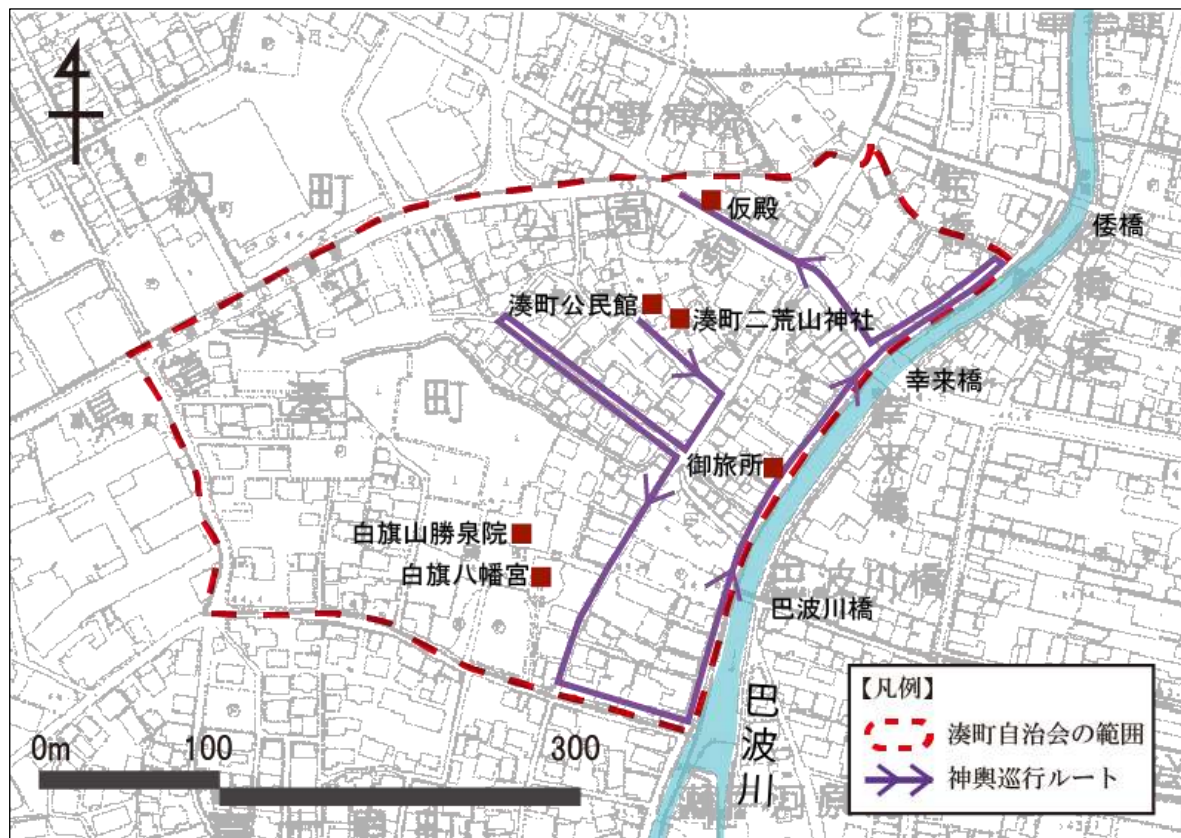 倭橋
仮殿
湊町公民館
湊町二荒山神社
幸来橋
御旅所
白旗山勝泉院
白旗八幡宮
巴波川橋
巴波川
0m 100 300
【凡例】
湊町自治会の範囲
神輿巡行ルート